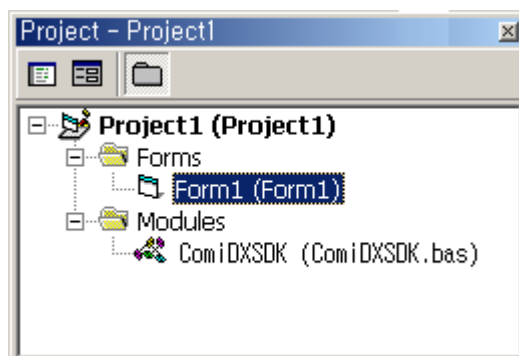 Project - Project1
Project1 (Project1)
Forms
Form1 (Form1)
Modules
ComiDXSDK (ComiDXSDK.bas)